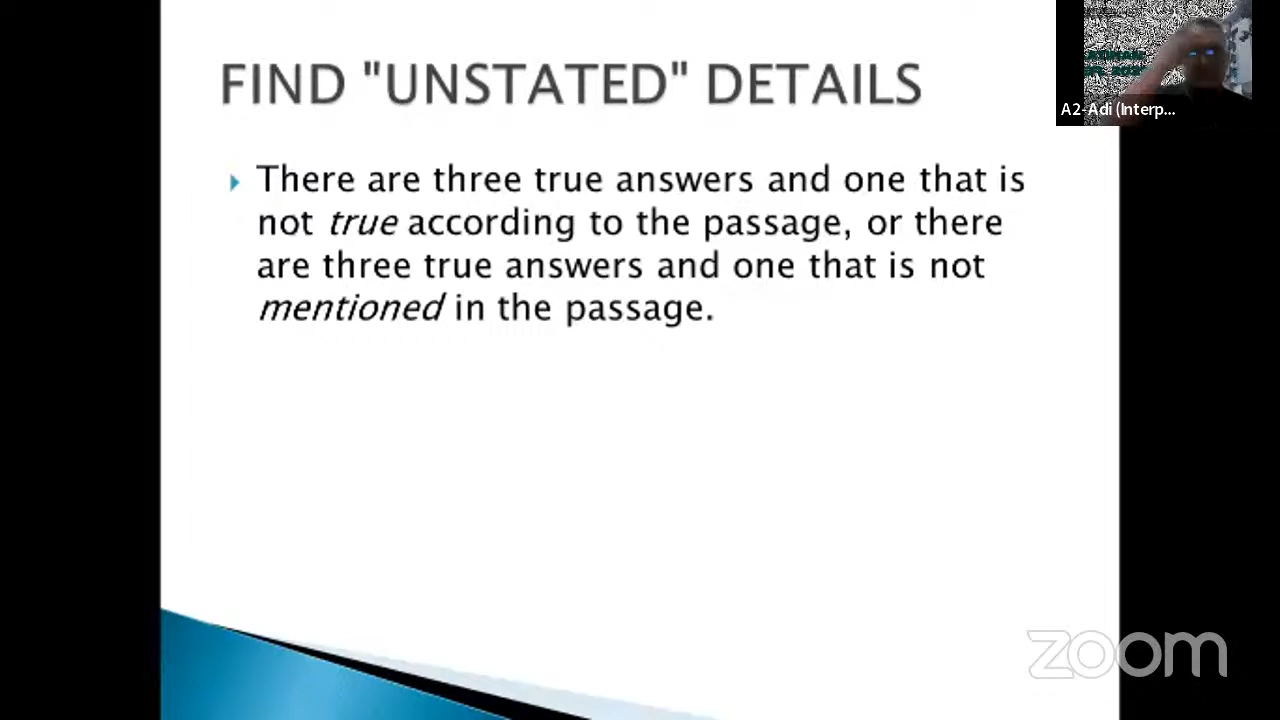 FIND "UNSTATED" DETAILS
There are three true answers and one that is
not true according to the passage, or there
are three true answers and one that is not
mentioned in the passage.
A2-Adi (Interp...
zoom